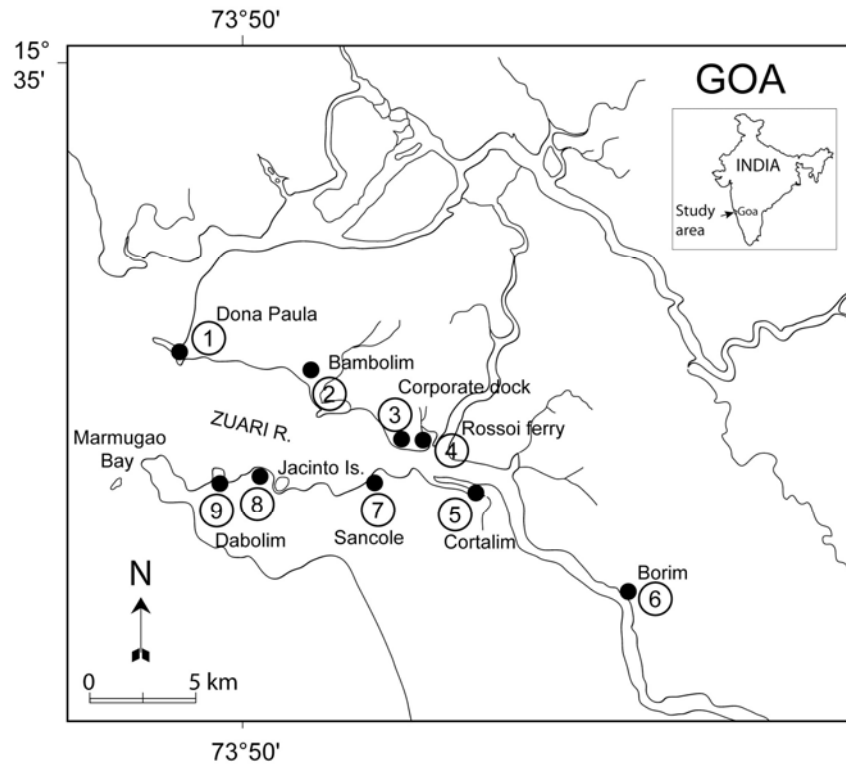 73°50'
15°
35'
GOA
INDIA
Goa
Study
area
Dona Paula
1
Bambolim
2
Corporate dock
3
ZUARI R.
Rossoi ferry
4
Marmugao
Bay
Jacinto Is.
9
8
7
5
Dabolim
Sancole
Cortalim
N
Borim
6
0
5 km
73°50'